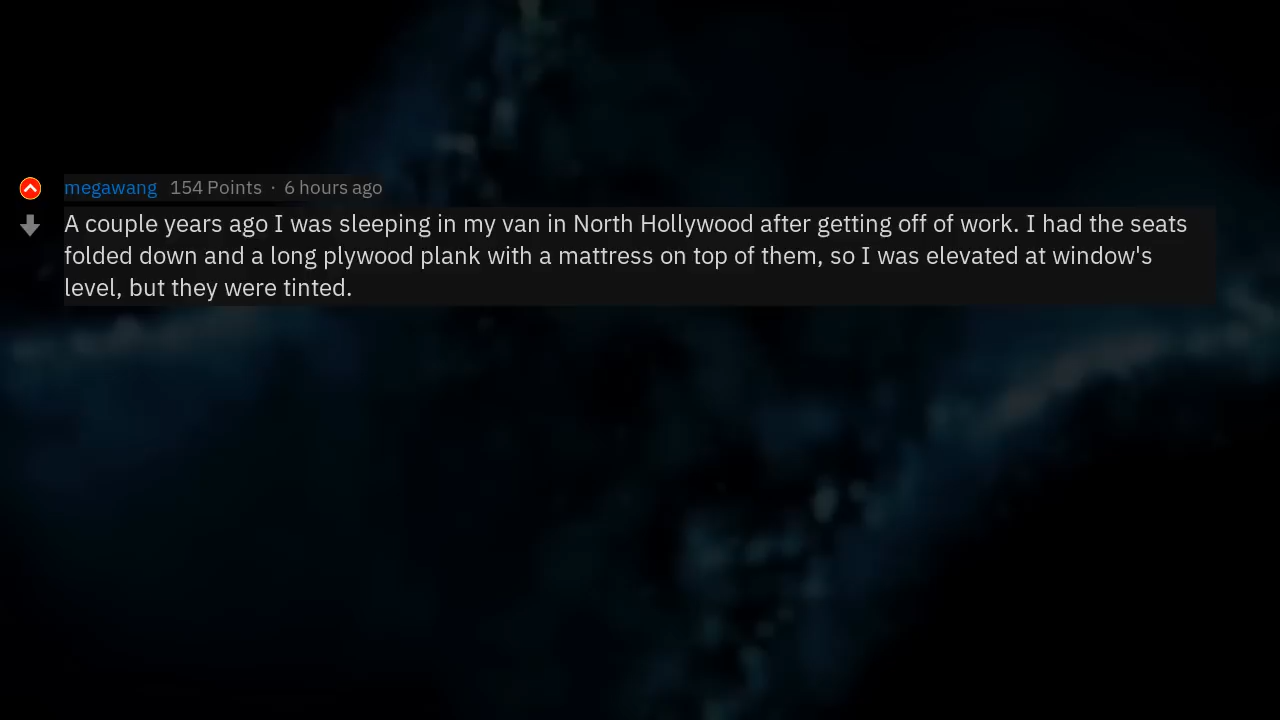 megawang 154 Points · 6 hours ago
A couple years ago I was sleeping in my van in North Hollywood after getting off of work. I had the seats
folded down and a long plywood plank with a mattress on top of them, so I was elevated at window's
level, but they were tinted.